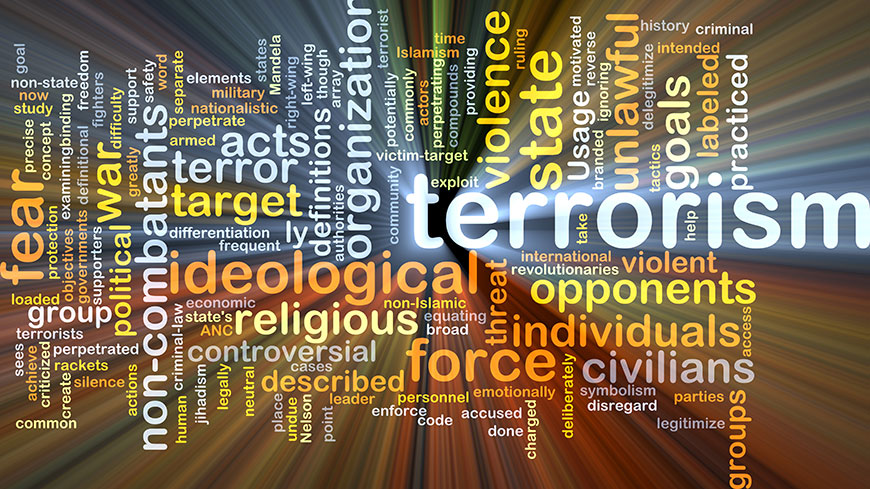 goal
non-state
now
study
precise
concept
examining
binding
definitional
freedom
fighters
support
difficulty
safety
word
separate
elements
military
nationalistic
perpetrate
armed
states
Mandela
right-wing
left-wing
though
array
organization
terrorist
potentially
commonly
Islamism
actors
time
perpetrating
compounds
providing
violence
ruling
state
Usage
motivated
reverse
branded
ignoring
unlawful
history
criminal
delegitimize
intended
tactics
goals
labeled
practiced
fear
protection
objectives
governments
supporters
war
political
greatly
non-combatants
acts
terror
target
differentiation
frequent
ly
definitions
authorities
community
victim-target
exploit
terrorism
take
help
loaded
group
terrorists
sees
achieve
criticized
perpetrated
create
rackets
silence
common
actions
ideological
economic
state's
ANC
religious
non-Islamic
equating
broad
controversial
criminal-law
human
jihadism
legally
neutral
described
cases
place
undue
Nelson
point
leader
force
threat
international
revolutionaries
violent
opponents
individuals
civilians
access
personnel
emotionally
enforce
code
accused
done
charged
deliberately
symbolism
disregard
parties
legitimize
groups